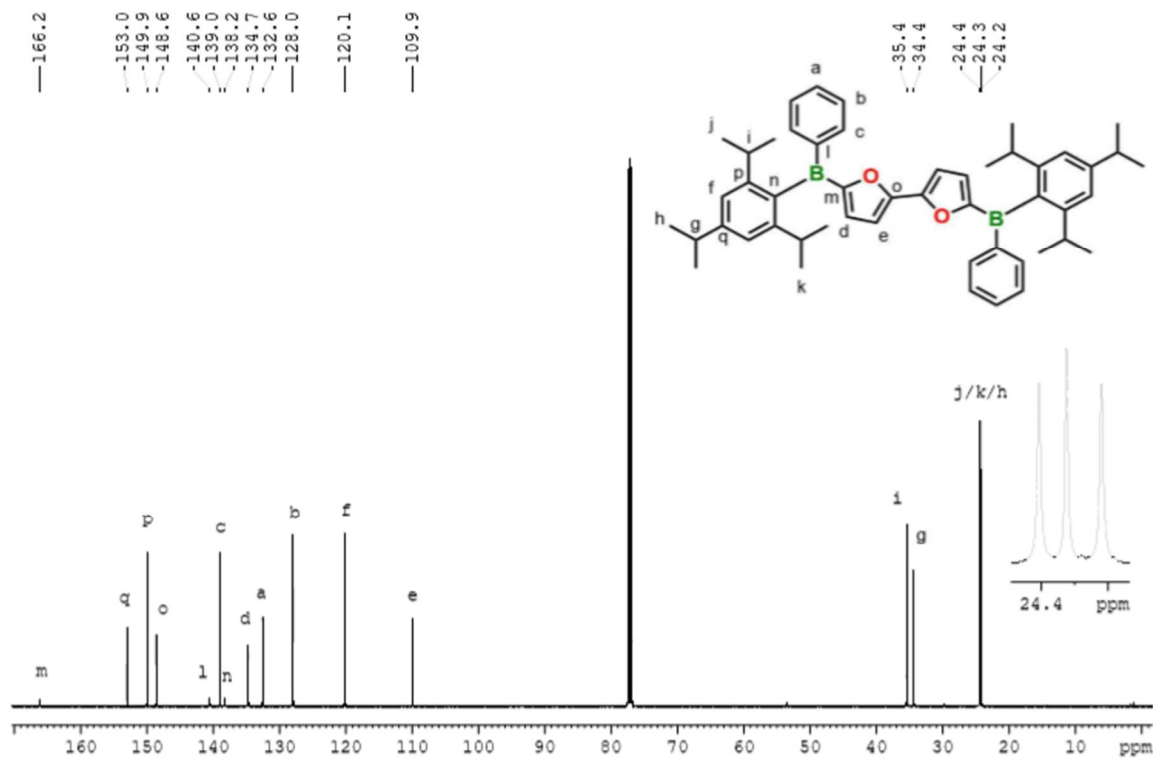 166.2
153.0
149.9
148.6
140.6
139.0
138.2
134.7
132.6
128.0
120.1
109.9
35.4
34.4
24.4
24.3
24.2
a
b
c
j
i
l
p
n
B
O
o
m
f
h
g
q
d
e
k
O
B
j/k/h
24.4 ppm
i
g
p
c
b
f
q
o
d
a
e
m
l
n
160 150 140 130 120 110 100 90 80 70 60 50 40 30 20 10 ppm